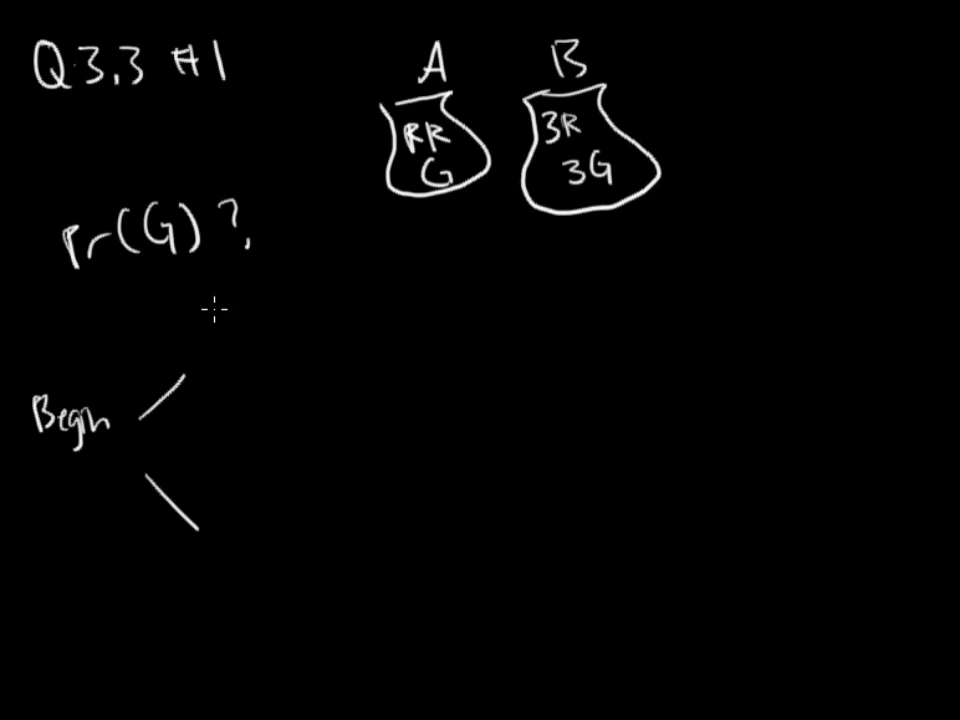 Q3.3 #1
A B
RR
G
3R
3G
Pr(G)?
Begin